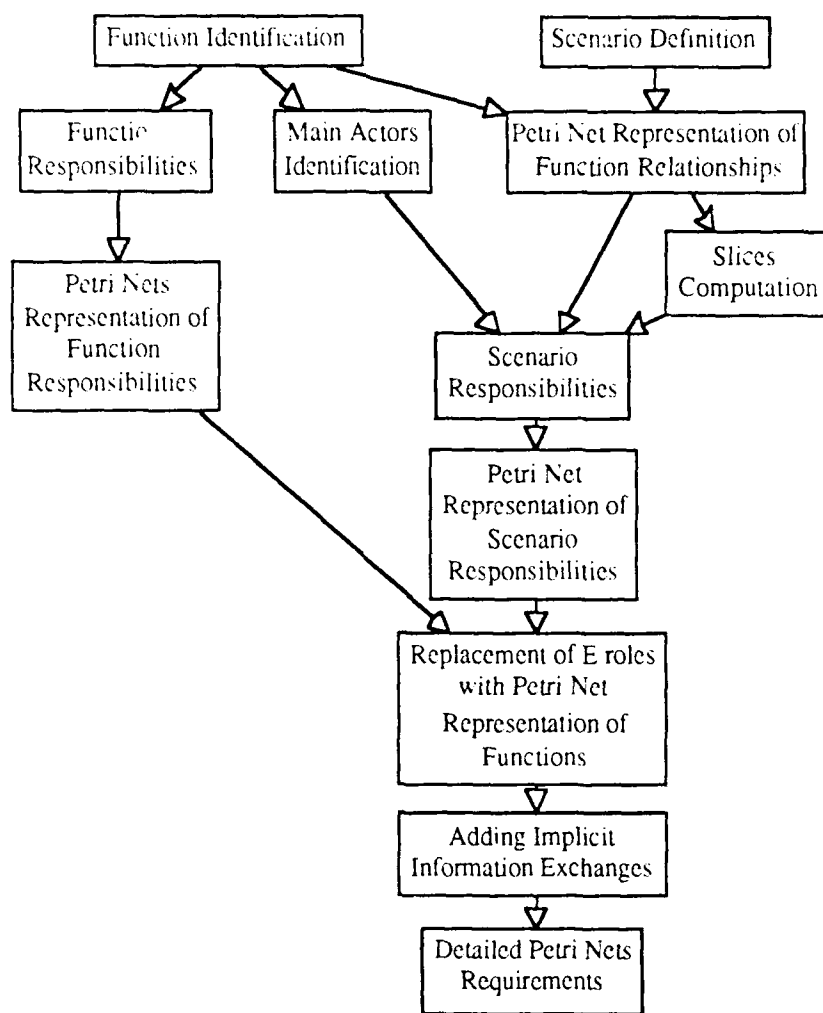 Function Identification
Scenario Definition
Functio
Responsibilities
Main Actors
Identification
Petri Net Representation of
Function Relationships
Slices
Computation
Petri Nets
Representation of
Function
Responsibilities
Scenario
Responsibilities
Petri Net
Representation of
Scenario
Responsibilities
Replacement of E roles
with Petri Net
Representation of
Functions
Adding Implicit
Information Exchanges
Detailed Petri Nets
Requirements